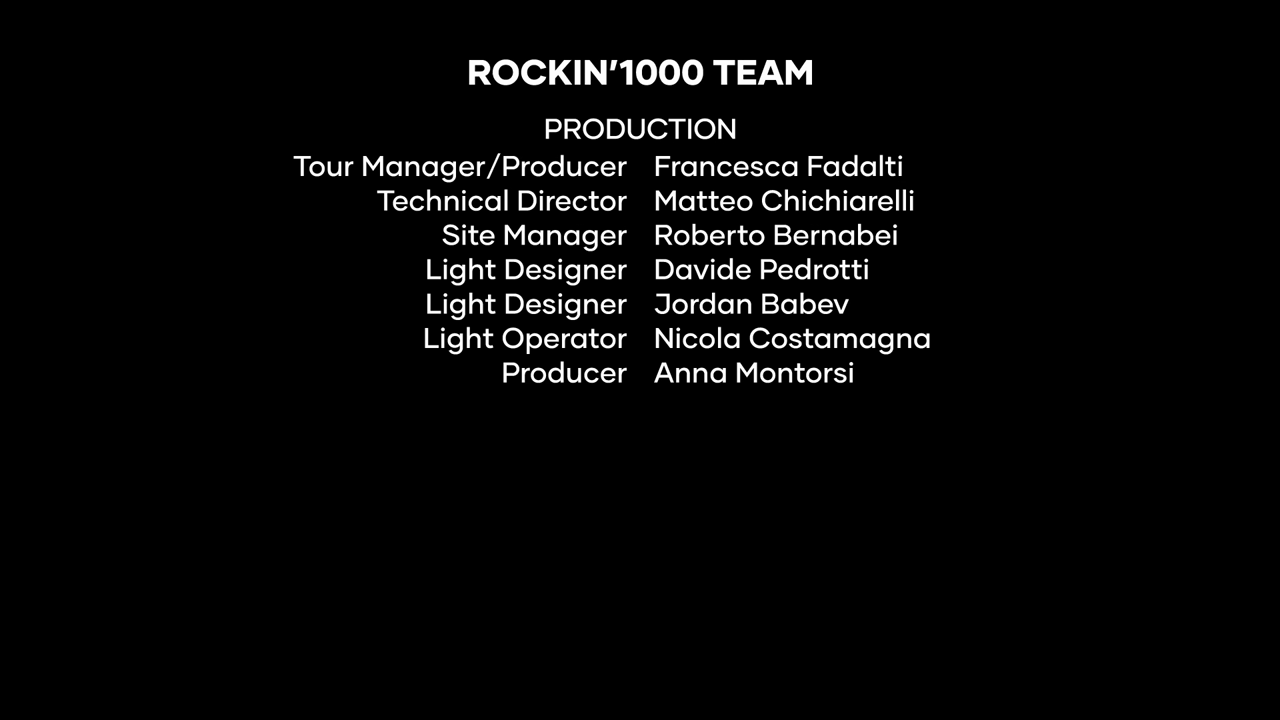 ROCKIN’1000 TEAM
PRODUCTION
Tour Manager/Producer Francesca Fadalti
Technical Director Matteo Chichiarelli
Site Manager Roberto Bernabei
Light Designer Davide Pedrotti
Light Designer Jordan Babev
Light Operator Nicola Costamagna
Producer Anna Montorsi